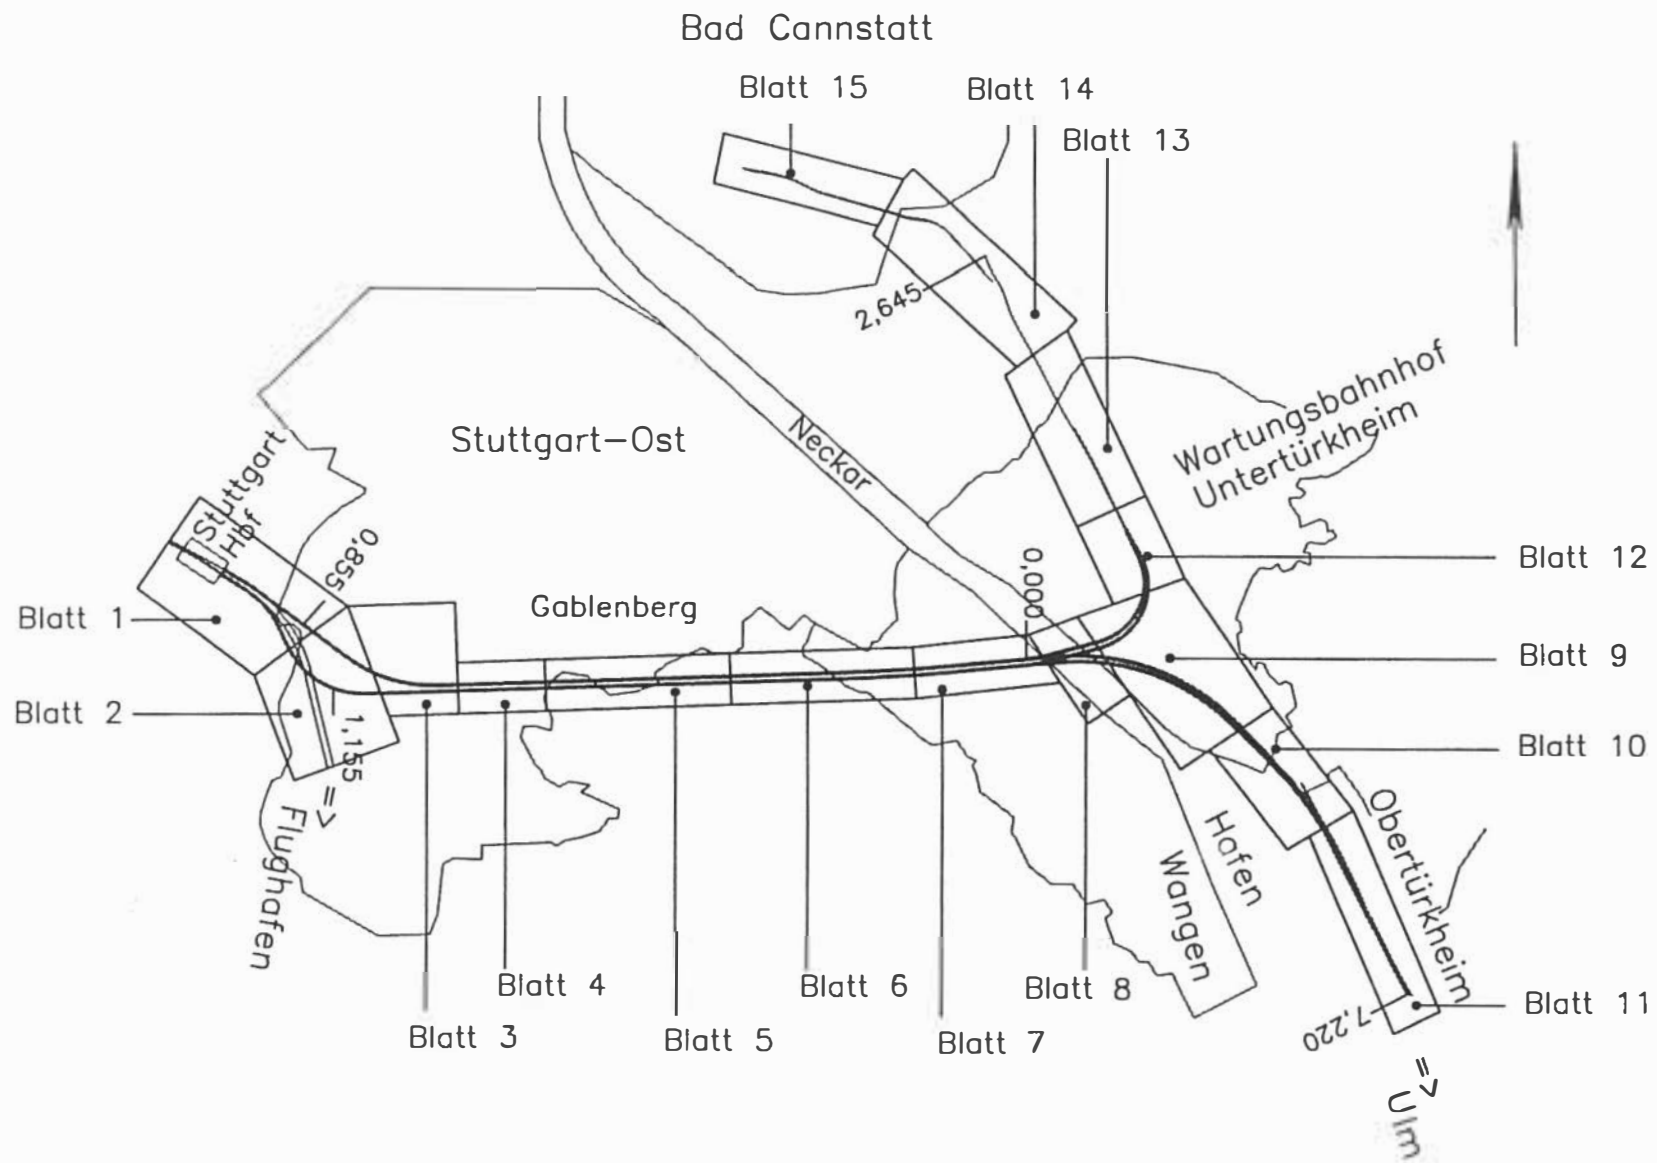 Bad Cannstatt
Blatt 15
Blatt 14
Blatt 13
2,645
Wartungsbahnhof
Untertürkheim
Stuttgart-Ost
Neckar
Stuttgart
Hbf
0,855
0,000
Blatt 12
Gablenberg
Blatt 1
Blatt 9
Blatt 2
1,155
Blatt 10
=>
Flughafen
Hafen
Wangen
Obertürkheim
Blatt 4
Blatt 6
Blatt 8
Blatt 11
Blatt 3
Blatt 5
Blatt 7
7,220
=>
Ulm